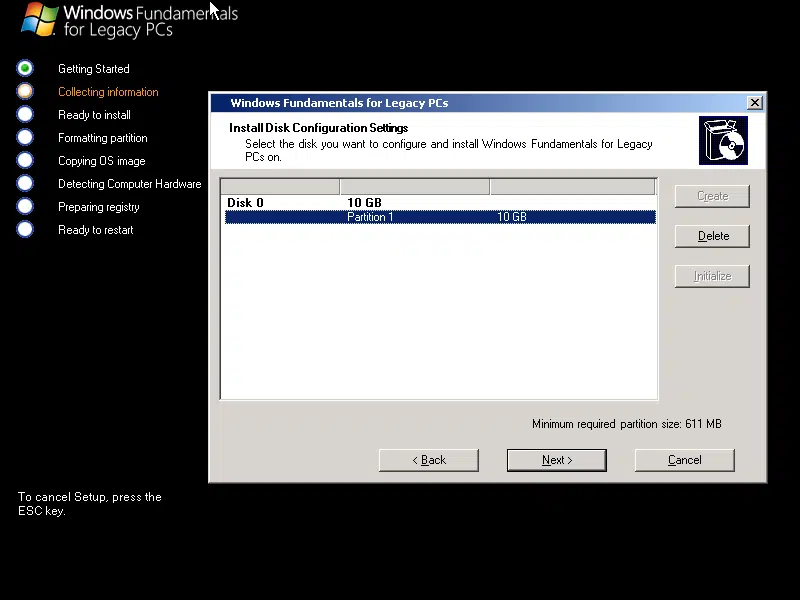 Windows Fundamentals
for Legacy PCs
Getting Started
Collecting information
Ready to install
Formatting partition
Copying OS image
Detecting Computer Hardware
Preparing registry
Ready to restart
To cancel Setup, press the
ESC key.
Windows Fundamentals for Legacy PCs
Install Disk Configuration Settings
Select the disk you want to configure and install Windows Fundamentals for Legacy
PCs on.
Disk 0 10 GB
Partition 1 10 GB
Create
Delete
Initialize
Minimum required partition size: 611 MB
< Back Next > Cancel